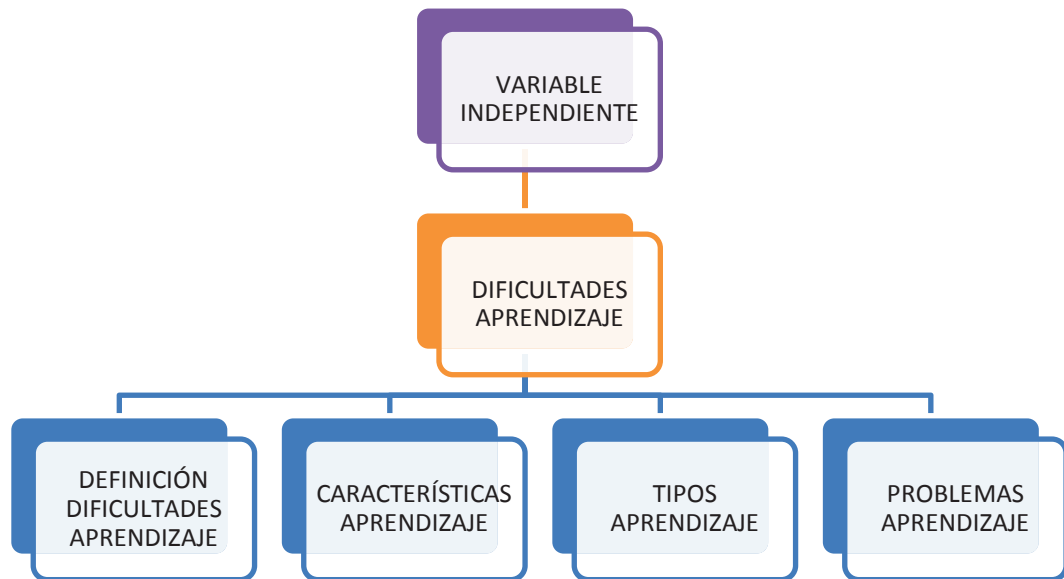 VARIABLE
INDEPENDIENTE
DIFICULTADES
APRENDIZAJE
DEFINICIÓN
DIFICULTADES
APRENDIZAJE
CARACTERÍSTICAS
APRENDIZAJE
TIPOS
APRENDIZAJE
PROBLEMAS
APRENDIZAJE